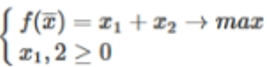 f(x̅) = x₁ + x₂ → max
x₁,2 ≥ 0